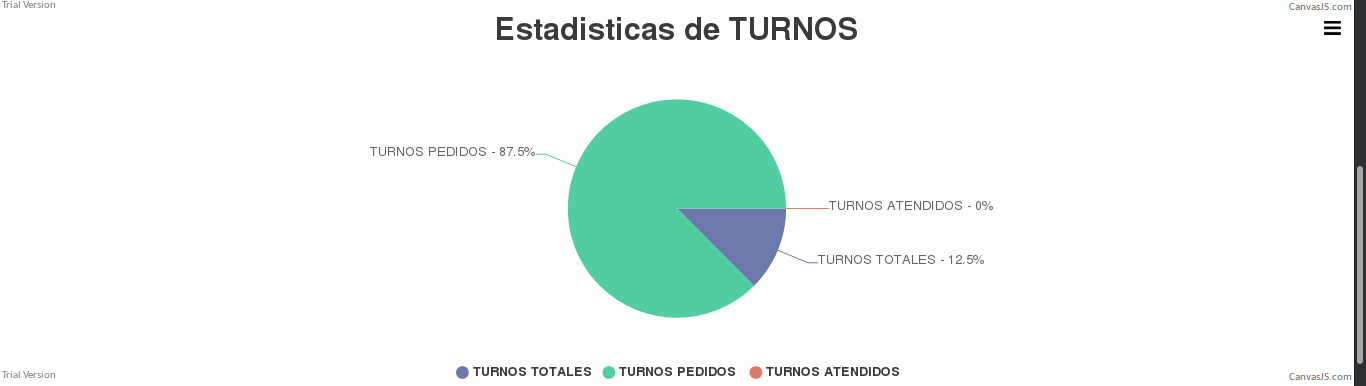 Trial Version
CanvasJS.com
Estadisticas de TURNOS
TURNOS PEDIDOS - 87.5%
TURNOS ATENDIDOS - 0%
TURNOS TOTALES - 12.5%
TURNOS TOTALES TURNOS PEDIDOS TURNOS ATENDIDOS
Trial Version
CanvasJS.com